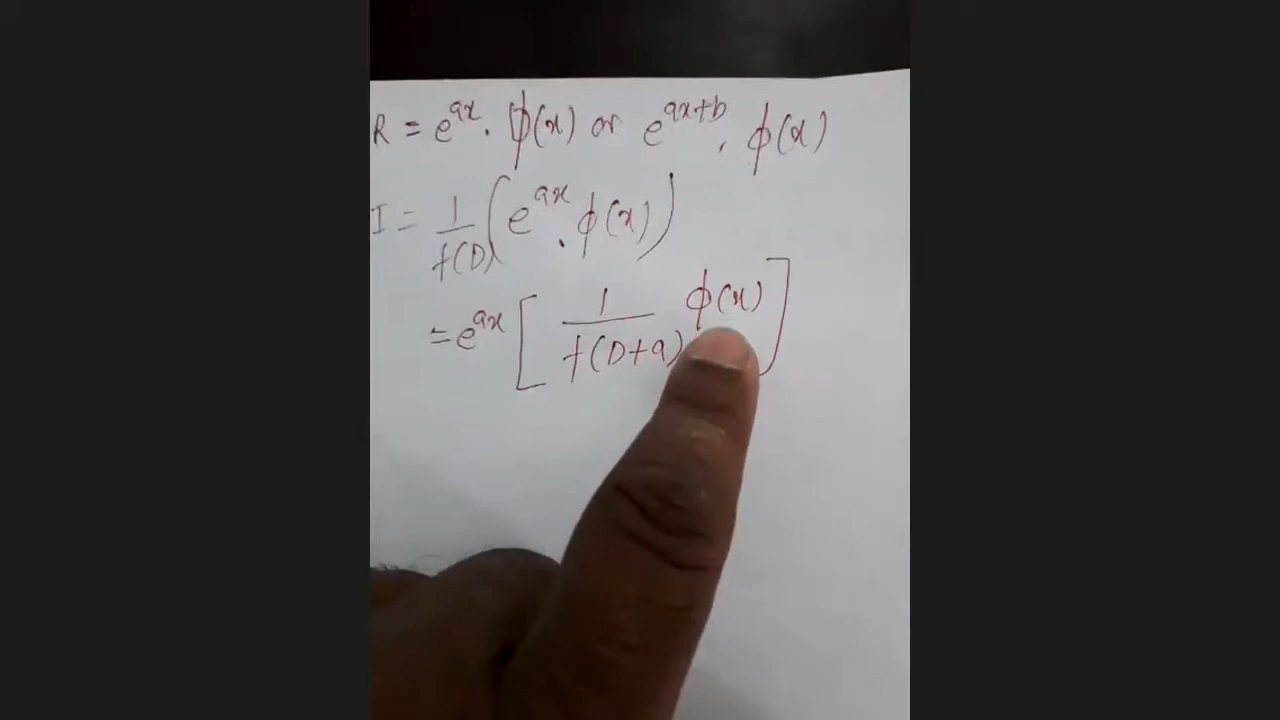 R = e^{ax} . ϕ(x) or e^{ax+b} . ϕ(x)
I = 1/f(D) (e^{ax} . ϕ(x))
= e^{ax} [ 1/f(D+a) ϕ(x) ]